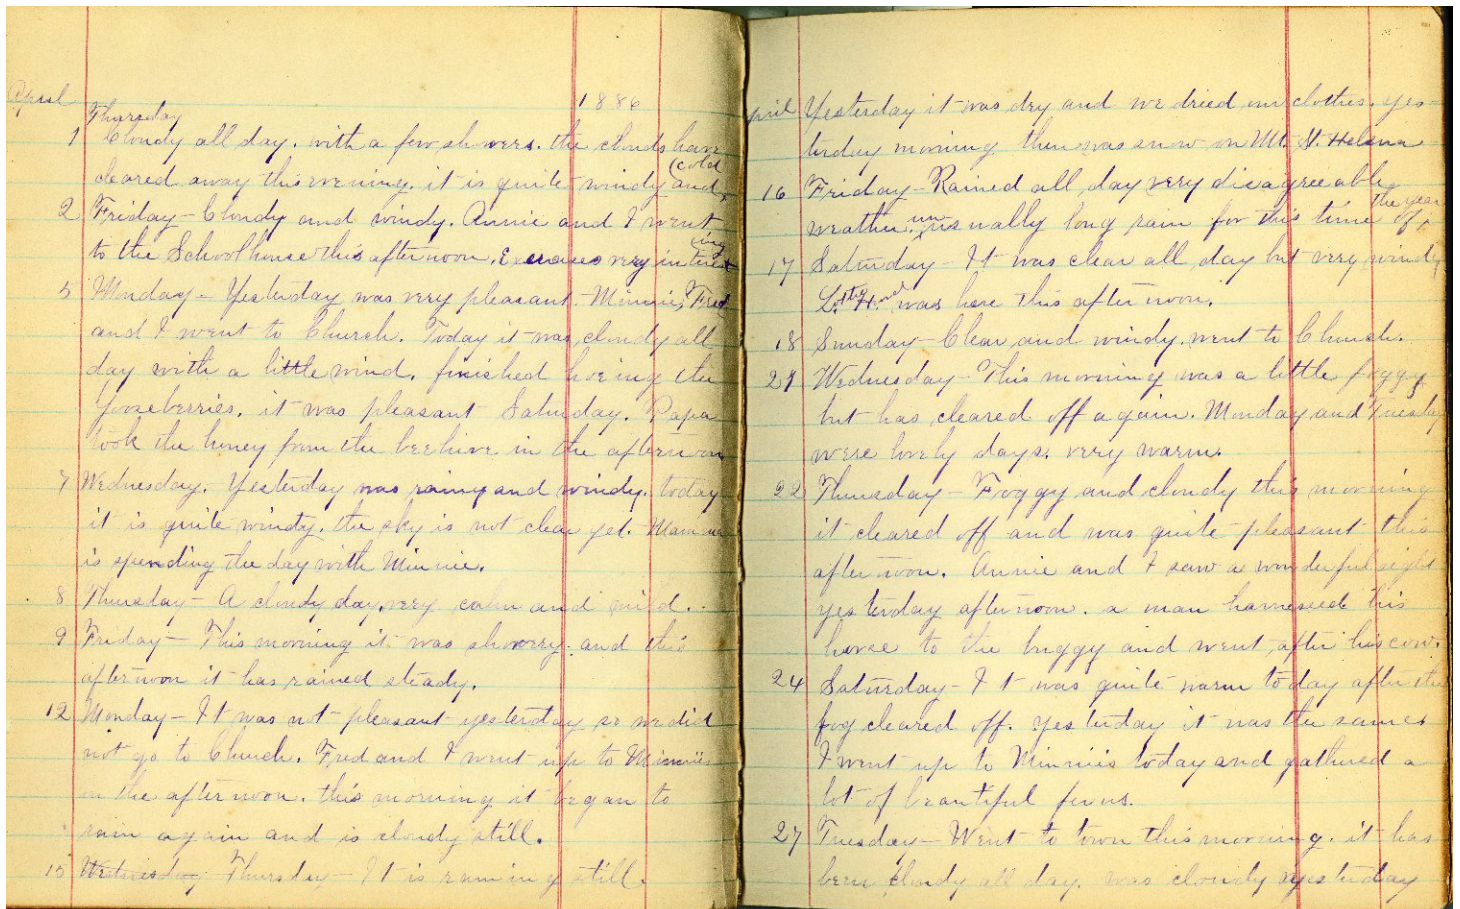 April
1886
Thursday
1 Cloudy all day. with a few showers. the clouds have
(cold
cleared away this evening. it is quite windy and
2 Friday - Cloudy and windy. Annie and I went
to the Schoolhouse this afternoon. Exercises very interest
(ing
5 Monday - Yesterday was very pleasant. Minnie, Fred
and I went to Church. Today it was cloudy all
day with a little wind. finished hoeing the
gooseberries. it was pleasant Saturday. Papa
took the honey from the beehive in the afternoon
7 Wednesday. Yesterday was rainy and windy. today
it is quite windy. the sky is not clear yet. Mamma
is spending the day with Minnie.
8 Thursday - A cloudy day, very calm and mild.
9 Friday - This morning it was showery. and this
afternoon it has rained steady.
12 Monday - It was not pleasant yesterday so we did
not go to Church. Fred and I went up to Minnies
in the afternoon. this morning it began to
rain again and is cloudy still.
15 Wednesday Thursday - It is raining still.
April Yesterday it was dry and we dried our clothes. yes-
terday morning there was snow on Mt. St. Helena
16 Friday - Rained all day very disagreeable
the year
weather. unusually long rain for this time of
17 Saturday - It was clear all day but very windy
L. H. was here this afternoon.
18 Sunday - Clear and windy. went to Church.
21 Wednesday - This morning was a little foggy
but has cleared off again. Monday and Tuesday
were lovely days. very warm.
22 Thursday - Foggy and cloudy this morning
it cleared off and was quite pleasant this
afternoon. Annie and I saw a wonderful sight
yesterday afternoon. a man harnessed his
horse to the buggy and went after his cow.
24 Saturday - It was quite warm today after the
fog cleared off. yesterday it was the same.
I went up to Minnies today and gathered a
lot of beautiful ferns.
27 Tuesday - Went to town this morning. it has
been cloudy all day. was cloudy yesterday